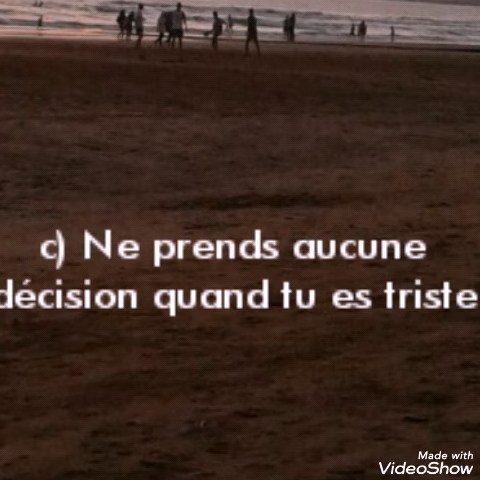 c) Ne prends aucune
décision quand tu es triste
Made with
VideoShow